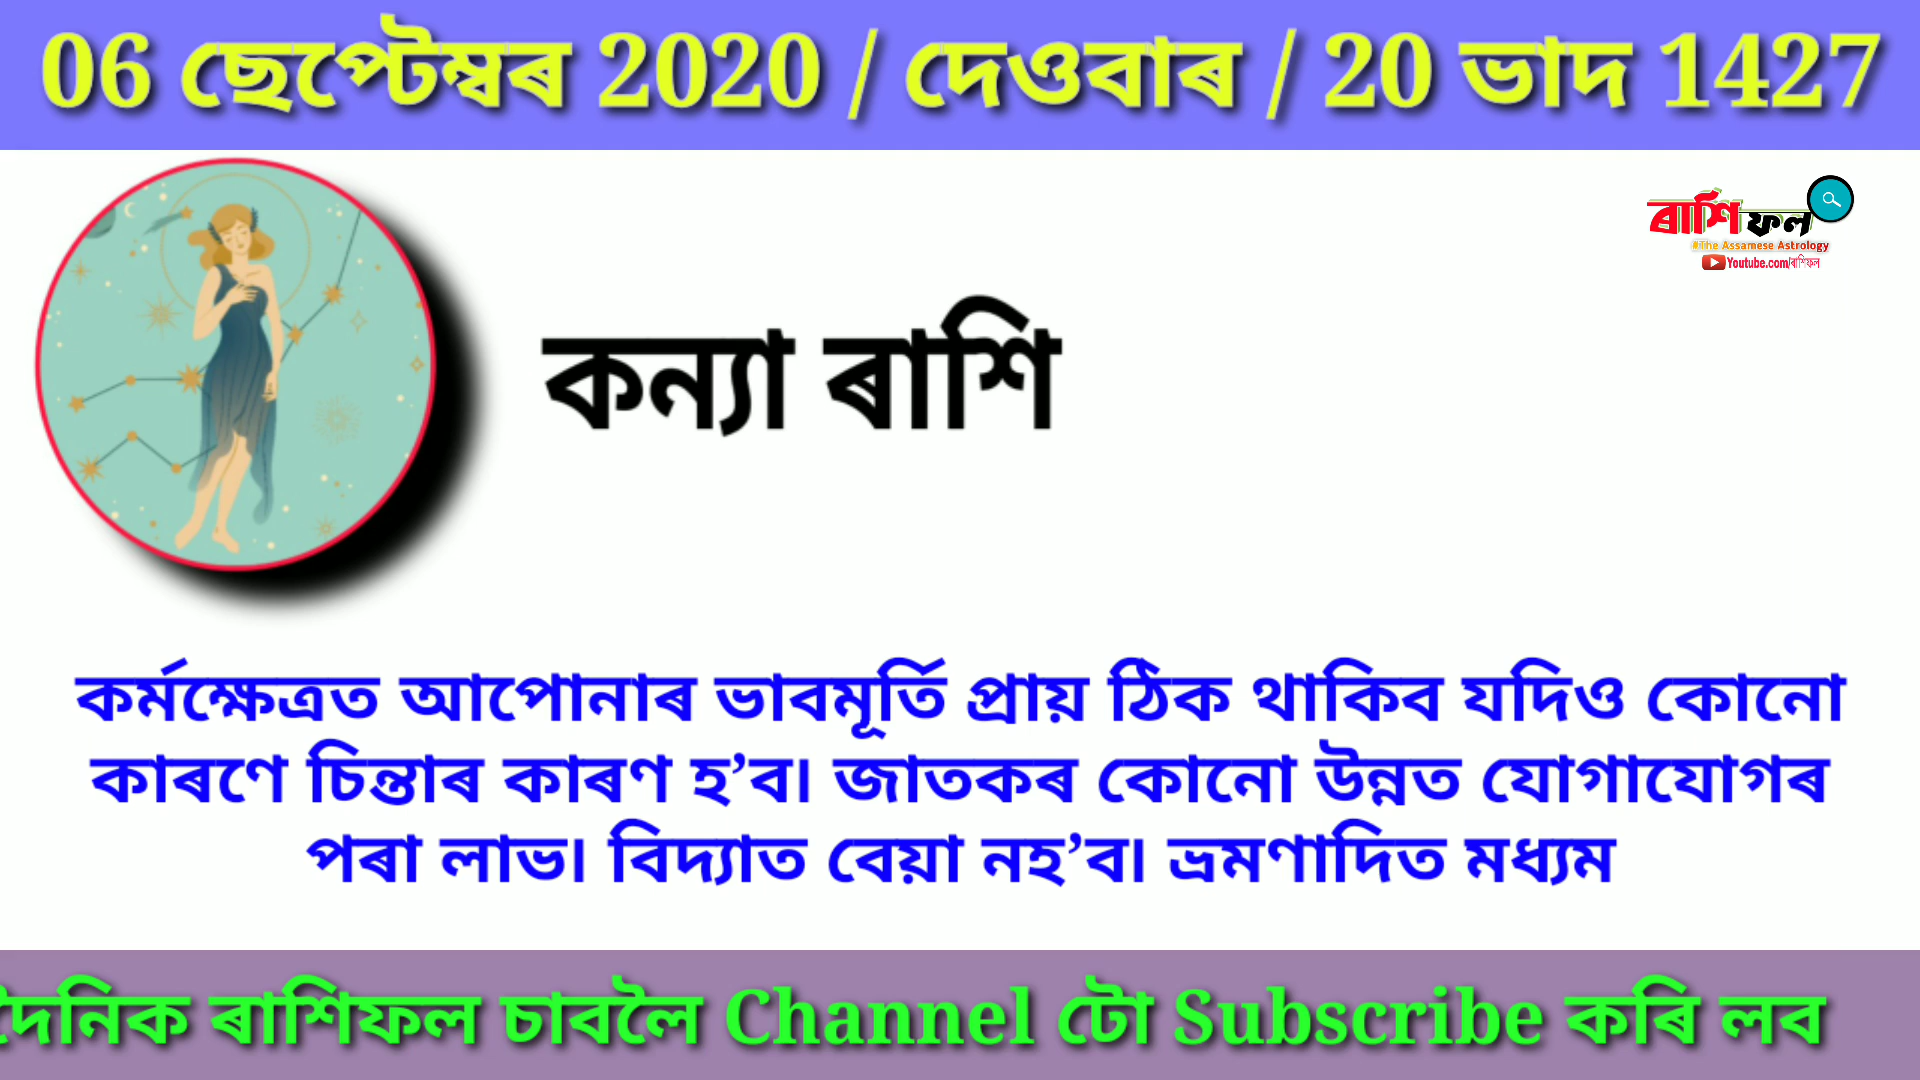 06 ছেপ্টেম্বৰ 2020 / দেওবাৰ / 20 ভাদ 1427
ৰাশি ফল
#The Assamese Astrology
Youtube.com/ৰাশিফল
কন্যা ৰাশি
কৰ্মক্ষেত্ৰত আপোনাৰ ভাবমূৰ্তি প্ৰায় ঠিক থাকিব যদিও কোনো
কাৰণে চিন্তাৰ কাৰণ হ’ব। জাতকৰ কোনো উন্নত যোগাযোগৰ
পৰা লাভ। বিদ্যাত বেয়া নহ’ব। ভ্ৰমণাদিত মধ্যম
দৈনিক ৰাশিফল চাবলৈ Channel টো Subscribe কৰি লব